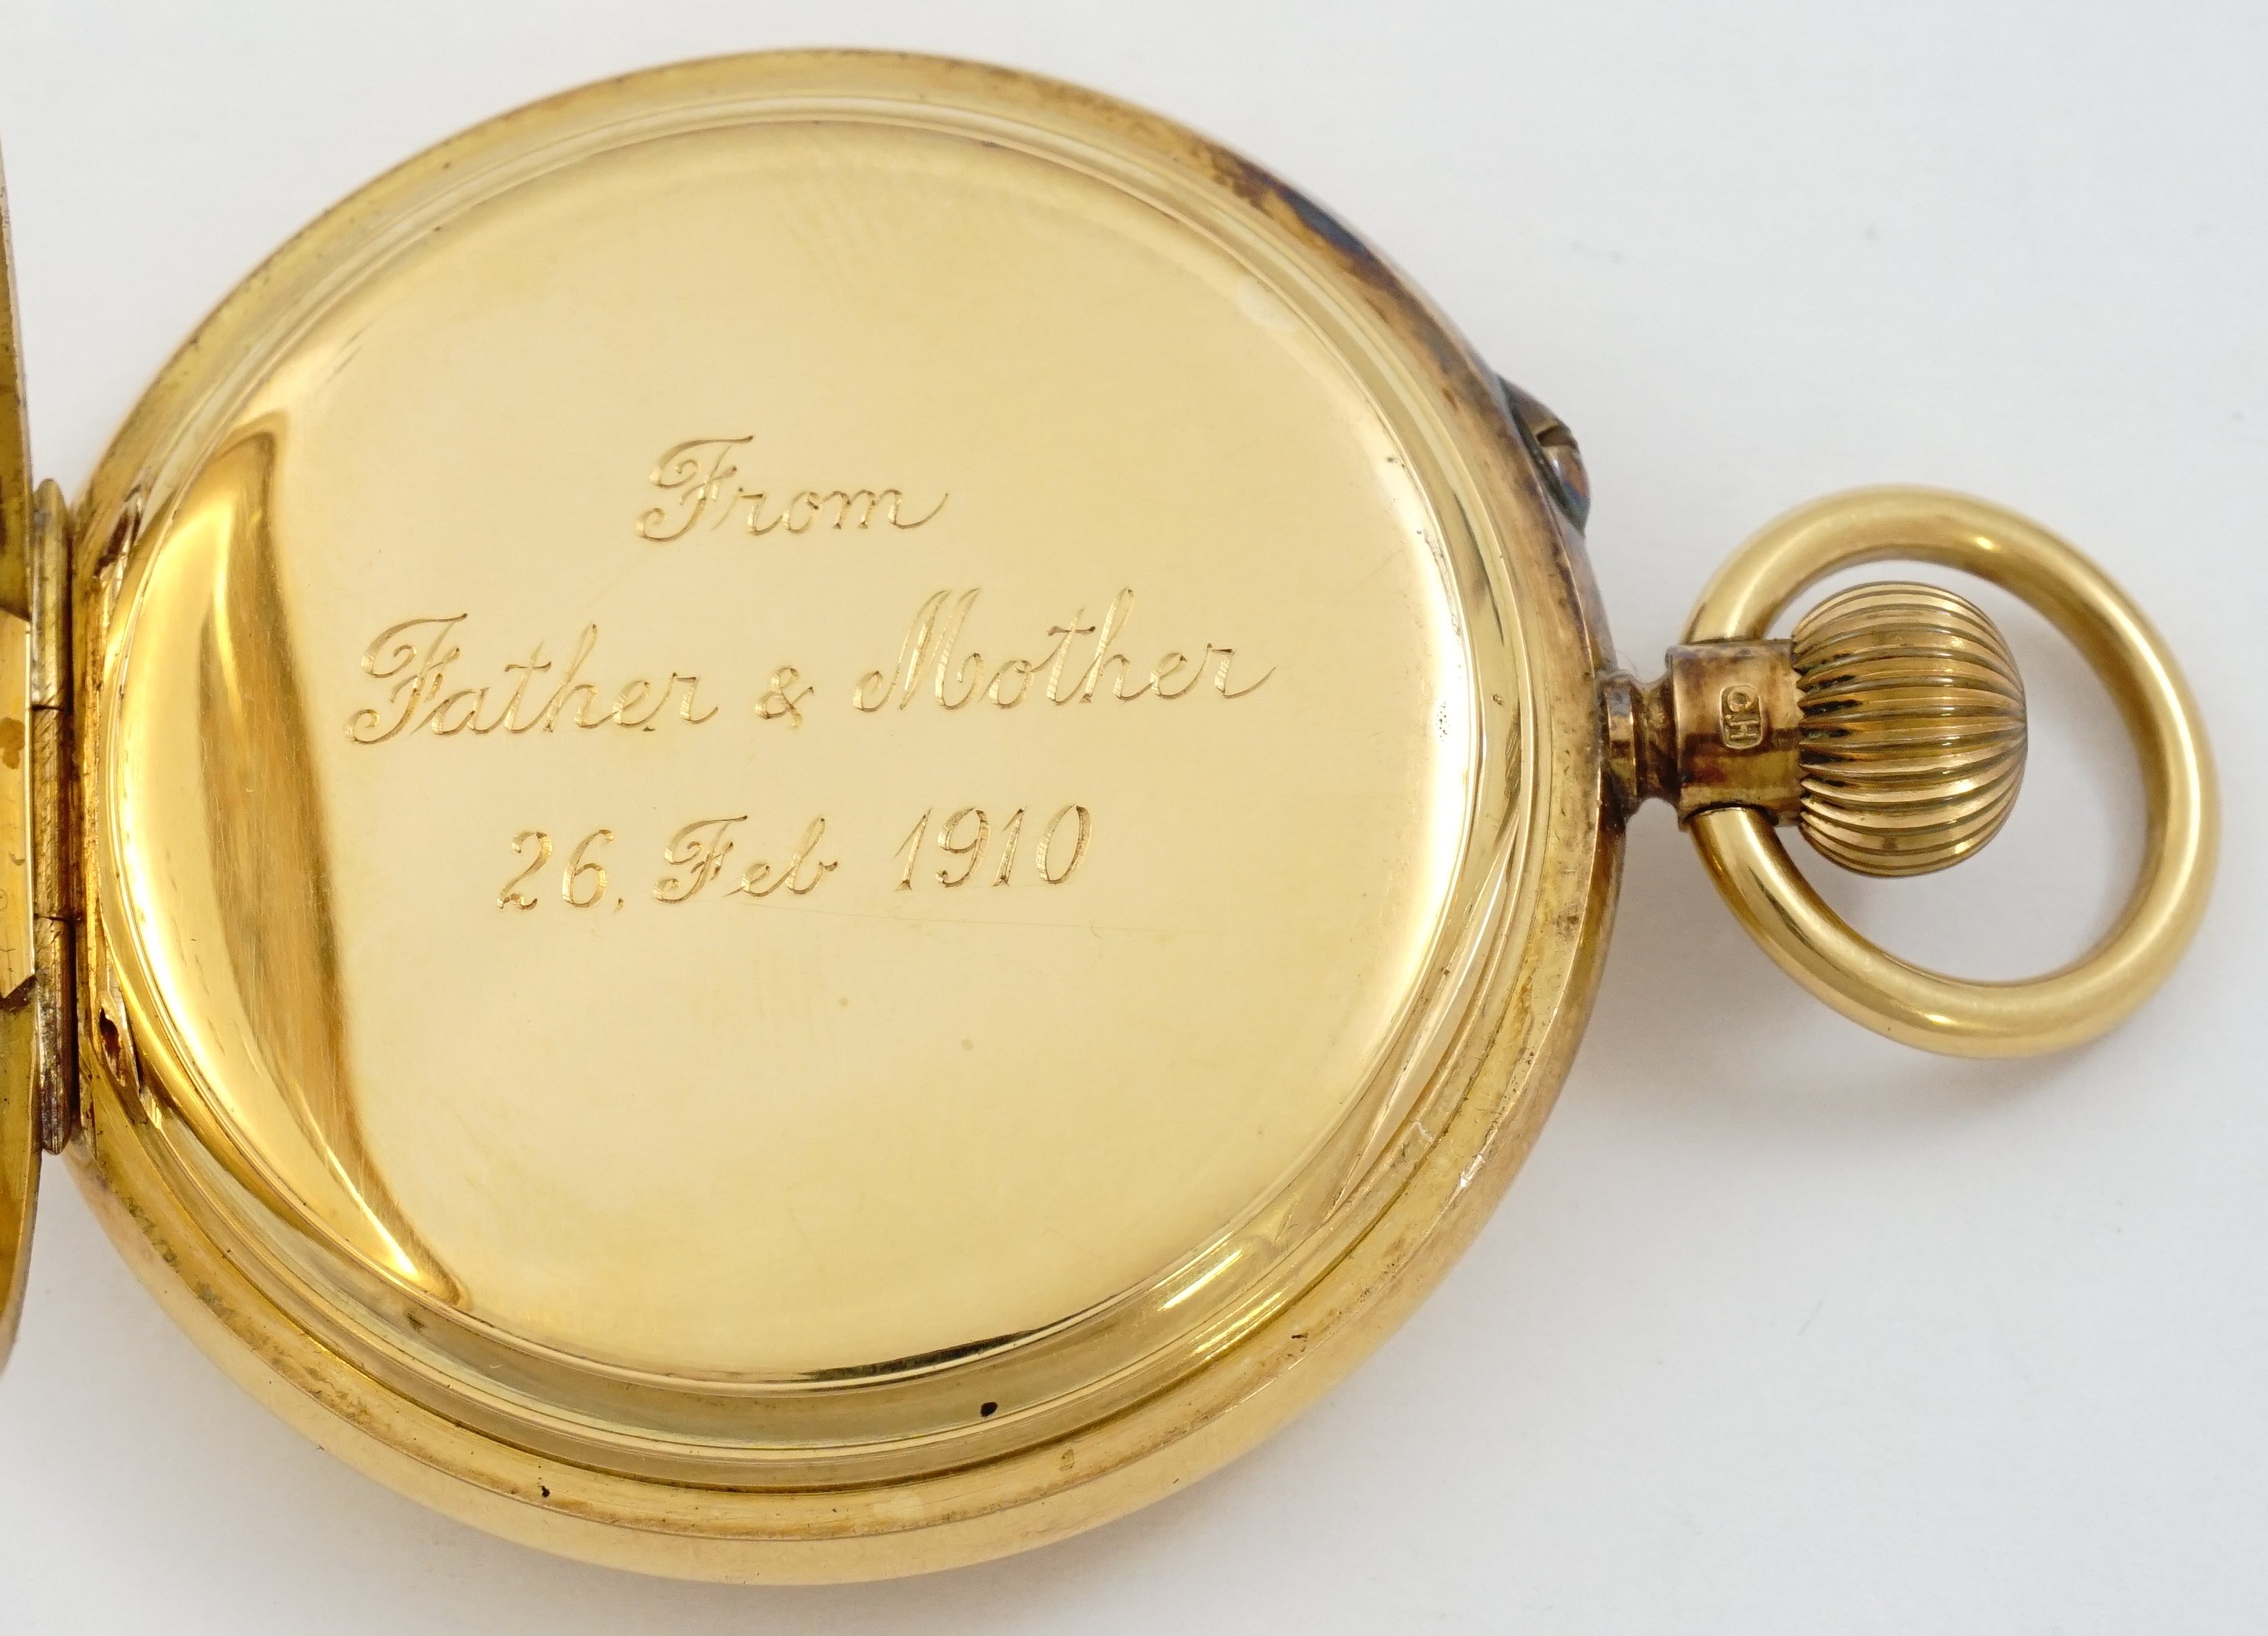 From
Father & Mother
26, Feb 1910